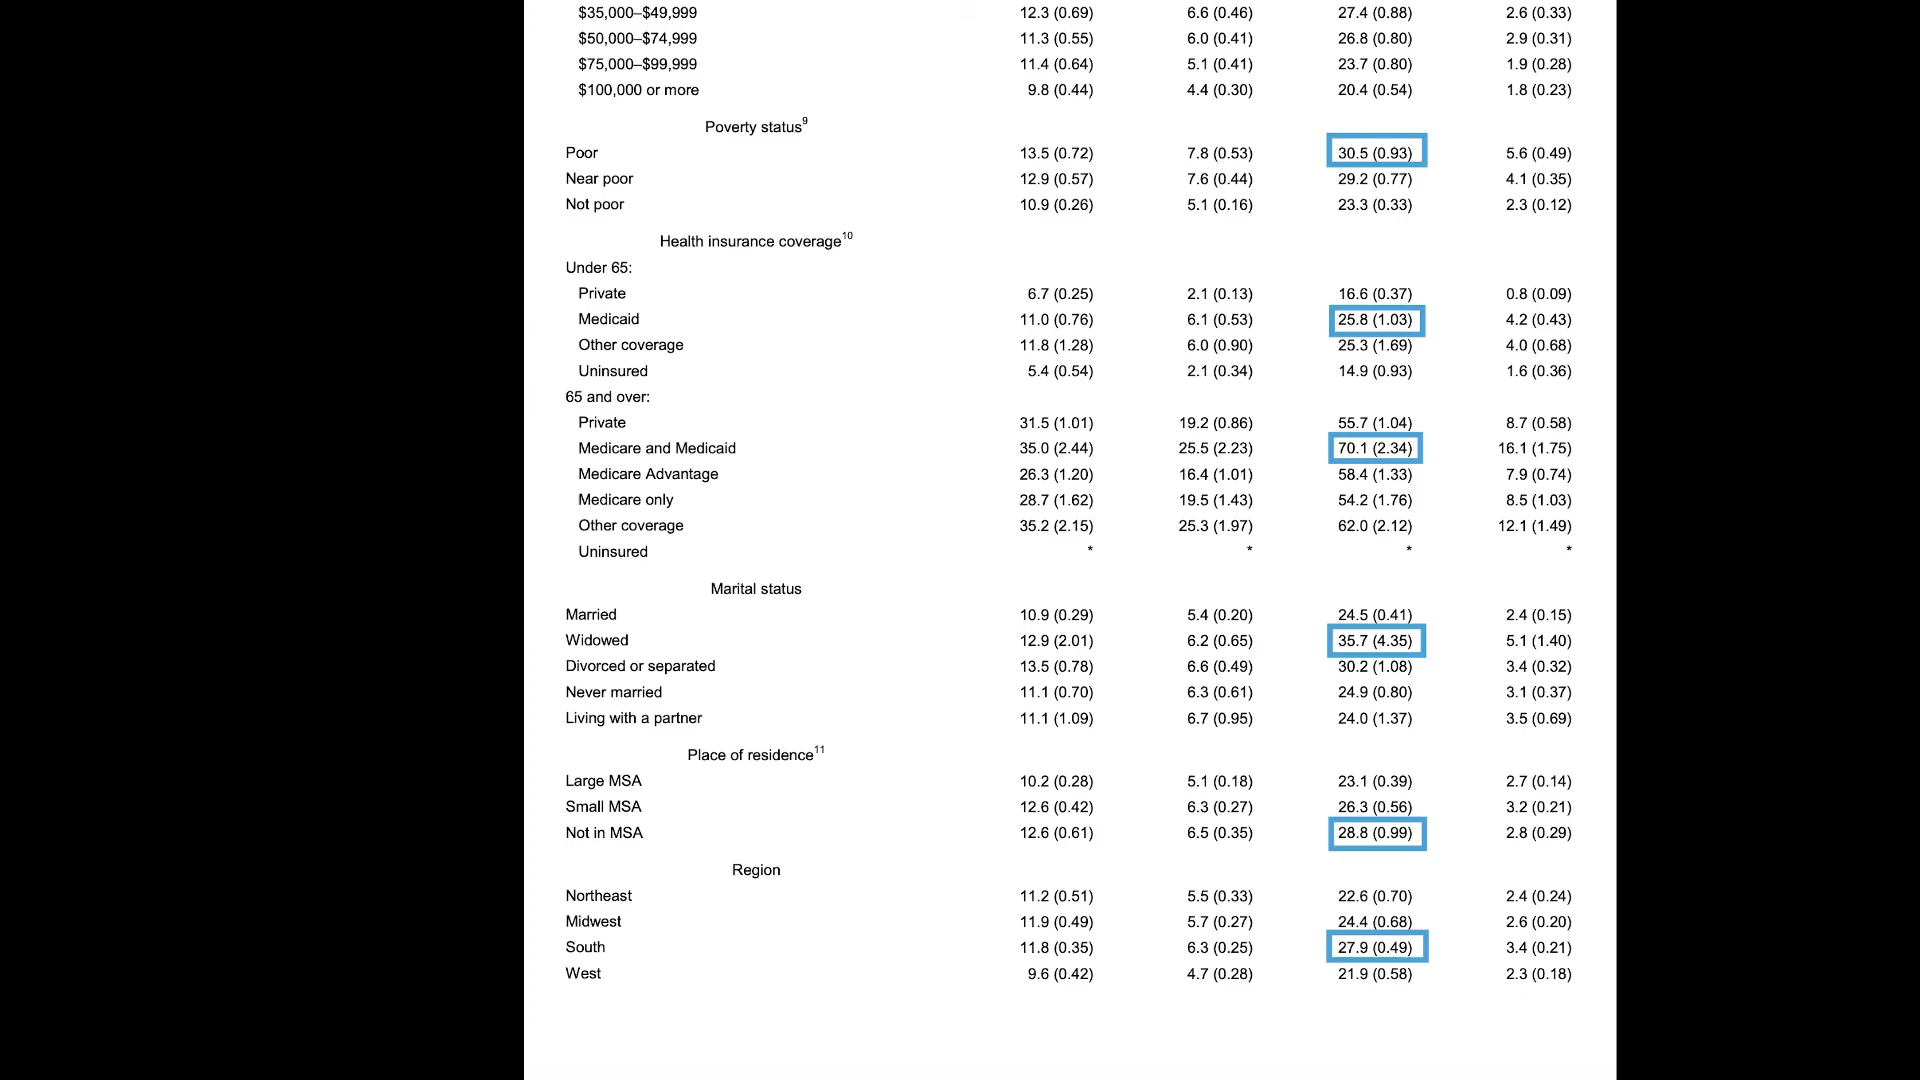 $35,000–$49,999 12.3 (0.69) 6.6 (0.46) 27.4 (0.88) 2.6 (0.33)
$50,000–$74,999 11.3 (0.55) 6.0 (0.41) 26.8 (0.80) 2.9 (0.31)
$75,000–$99,999 11.4 (0.64) 5.1 (0.41) 23.7 (0.80) 1.9 (0.28)
$100,000 or more 9.8 (0.44) 4.4 (0.30) 20.4 (0.54) 1.8 (0.23)
Poverty status9
Poor 13.5 (0.72) 7.8 (0.53) 30.5 (0.93) 5.6 (0.49)
Near poor 12.9 (0.57) 7.6 (0.44) 29.2 (0.77) 4.1 (0.35)
Not poor 10.9 (0.26) 5.1 (0.16) 23.3 (0.33) 2.3 (0.12)
Health insurance coverage10
Under 65:
Private 6.7 (0.25) 2.1 (0.13) 16.6 (0.37) 0.8 (0.09)
Medicaid 11.0 (0.76) 6.1 (0.53) 25.8 (1.03) 4.2 (0.43)
Other coverage 11.8 (1.28) 6.0 (0.90) 25.3 (1.69) 4.0 (0.68)
Uninsured 5.4 (0.54) 2.1 (0.34) 14.9 (0.93) 1.6 (0.36)
65 and over:
Private 31.5 (1.01) 19.2 (0.86) 55.7 (1.04) 8.7 (0.58)
Medicare and Medicaid 35.0 (2.44) 25.5 (2.23) 70.1 (2.34) 16.1 (1.75)
Medicare Advantage 26.3 (1.20) 16.4 (1.01) 58.4 (1.33) 7.9 (0.74)
Medicare only 28.7 (1.62) 19.5 (1.43) 54.2 (1.76) 8.5 (1.03)
Other coverage 35.2 (2.15) 25.3 (1.97) 62.0 (2.12) 12.1 (1.49)
Uninsured * * * *
Marital status
Married 10.9 (0.29) 5.4 (0.20) 24.5 (0.41) 2.4 (0.15)
Widowed 12.9 (2.01) 6.2 (0.65) 35.7 (4.35) 5.1 (1.40)
Divorced or separated 13.5 (0.78) 6.6 (0.49) 30.2 (1.08) 3.4 (0.32)
Never married 11.1 (0.70) 6.3 (0.61) 24.9 (0.80) 3.1 (0.37)
Living with a partner 11.1 (1.09) 6.7 (0.95) 24.0 (1.37) 3.5 (0.69)
Place of residence11
Large MSA 10.2 (0.28) 5.1 (0.18) 23.1 (0.39) 2.7 (0.14)
Small MSA 12.6 (0.42) 6.3 (0.27) 26.3 (0.56) 3.2 (0.21)
Not in MSA 12.6 (0.61) 6.5 (0.35) 28.8 (0.99) 2.8 (0.29)
Region
Northeast 11.2 (0.51) 5.5 (0.33) 22.6 (0.70) 2.4 (0.24)
Midwest 11.9 (0.49) 5.7 (0.27) 24.4 (0.68) 2.6 (0.20)
South 11.8 (0.35) 6.3 (0.25) 27.9 (0.49) 3.4 (0.21)
West 9.6 (0.42) 4.7 (0.28) 21.9 (0.58) 2.3 (0.18)